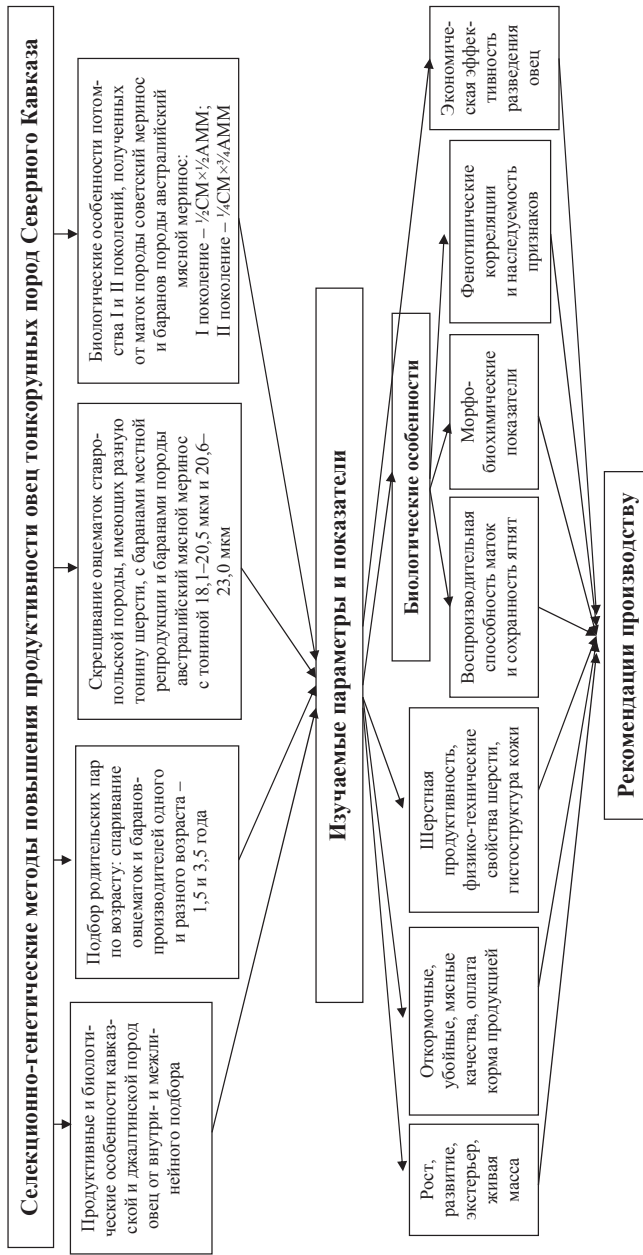 Селекционно-генетические методы повышения продуктивности овец тонкорунных пород Северного Кавказа
Продуктивные и биологи-
ческие особенности кавказ-
ской и джалгинской пород
овец от внутри- и межли-
нейного подбора
Подбор родительских пар
по возрасту: спаривание
овцематок и баранов-
производителей одного
и разного возраста –
1,5 и 3,5 года
Скрещивание овцематок ставро-
польской породы, имеющих разную
тонину шерсти, с баранами местной
репродукции и баранами породы
австралийский мясной меринос
с тониной 18,1–20,5 мкм и 20,6–
23,0 мкм
Биологические особенности потом-
ства I и II поколений, полученных
от маток породы советский меринос
и баранов породы австралийский
мясной меринос:
I поколение – ½СМ×½АММ;
II поколение – ¼СМ×¾АММ
Изучаемые параметры и показатели
Биологические особенности
Рост,
развитие,
экстерьер,
живая
масса
Откормочные,
убойные, мясные
качества, оплата
корма продукцией
Шерстная
продуктивность,
физико-технические
свойства шерсти,
гистоструктура кожи
Воспроизводительная
способность маток
и сохранность ягнят
Морфо-
биохимические
показатели
Фенотипические
корреляции
и наследуемость
признаков
Экономиче-
ская эффек-
тивность
разведения
овец
Рекомендации производству